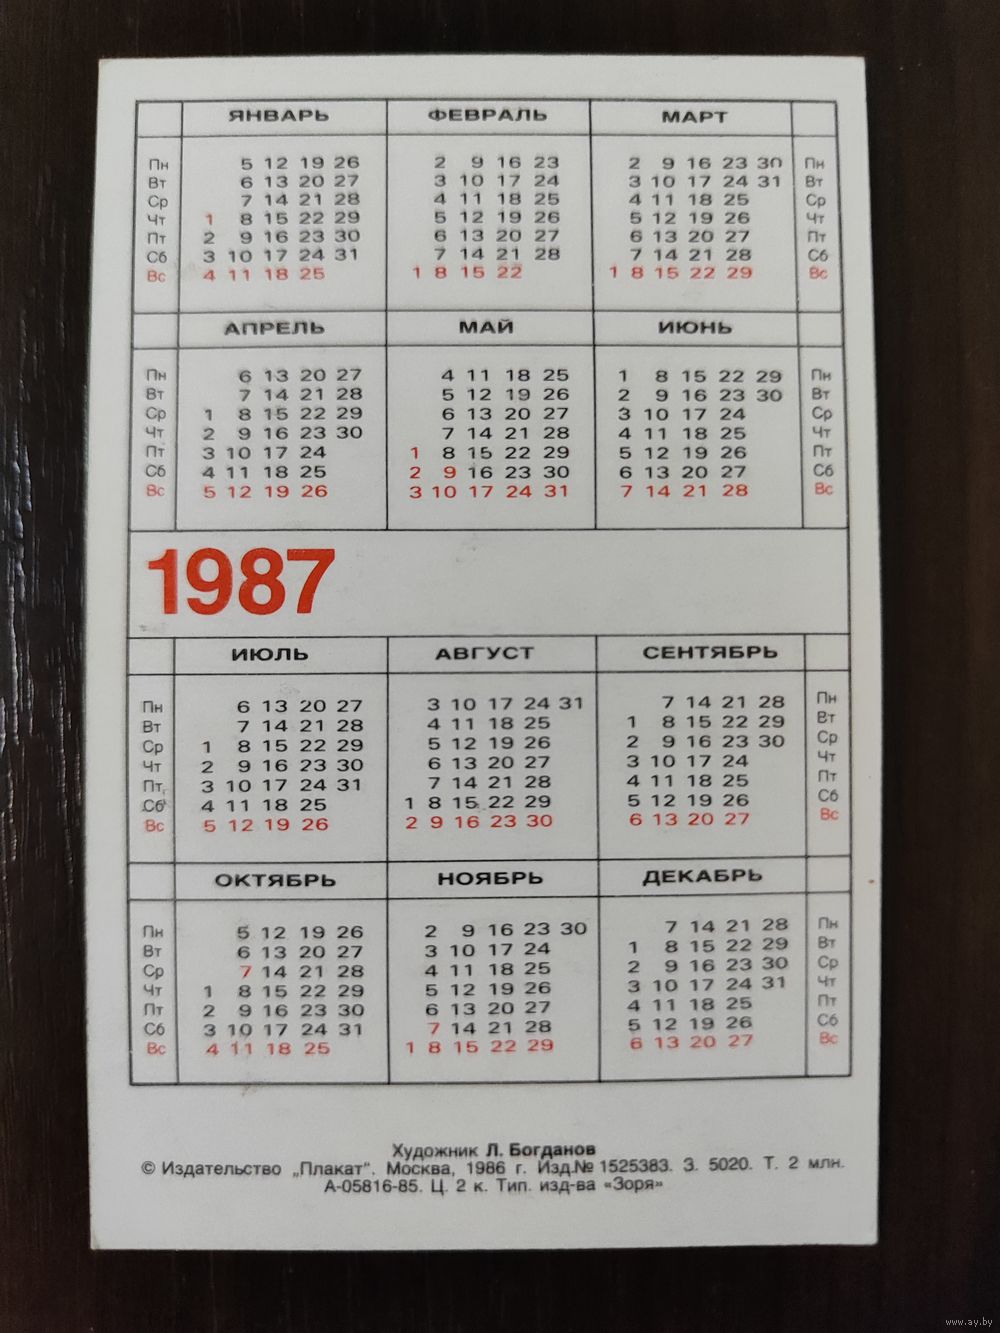 ЯНВАРЬ ФЕВРАЛЬ МАРТ
Пн 5 12 19 26 2 9 16 23 2 9 16 23 30 Пн
Вт 6 13 20 27 3 10 17 24 3 10 17 24 31 Вт
Ср 7 14 21 28 4 11 18 25 4 11 18 25 Ср
Чт 1 8 15 22 29 5 12 19 26 5 12 19 26 Чт
Пт 2 9 16 23 30 6 13 20 27 6 13 20 27 Пт
Сб 3 10 17 24 31 7 14 21 28 7 14 21 28 Сб
Вс 4 11 18 25 1 8 15 22 1 8 15 22 29 Вс
АПРЕЛЬ МАЙ ИЮНЬ
Пн 6 13 20 27 4 11 18 25 1 8 15 22 29 Пн
Вт 7 14 21 28 5 12 19 26 2 9 16 23 30 Вт
Ср 1 8 15 22 29 6 13 20 27 3 10 17 24 Ср
Чт 2 9 16 23 30 7 14 21 28 4 11 18 25 Чт
Пт 3 10 17 24 1 8 15 22 29 5 12 19 26 Пт
Сб 4 11 18 25 2 9 16 23 30 6 13 20 27 Сб
Вс 5 12 19 26 3 10 17 24 31 7 14 21 28 Вс
1987
ИЮЛЬ АВГУСТ СЕНТЯБРЬ
Пн 6 13 20 27 3 10 17 24 31 7 14 21 28 Пн
Вт 7 14 21 28 4 11 18 25 1 8 15 22 29 Вт
Ср 1 8 15 22 29 5 12 19 26 2 9 16 23 30 Ср
Чт 2 9 16 23 30 6 13 20 27 3 10 17 24 Чт
Пт 3 10 17 24 31 7 14 21 28 4 11 18 25 Пт
Сб 4 11 18 25 1 8 15 22 29 5 12 19 26 Сб
Вс 5 12 19 26 2 9 16 23 30 6 13 20 27 Вс
ОКТЯБРЬ НОЯБРЬ ДЕКАБРЬ
Пн 5 12 19 26 2 9 16 23 30 7 14 21 28 Пн
Вт 6 13 20 27 3 10 17 24 1 8 15 22 29 Вт
Ср 7 14 21 28 4 11 18 25 2 9 16 23 30 Ср
Чт 1 8 15 22 29 5 12 19 26 3 10 17 24 31 Чт
Пт 2 9 16 23 30 6 13 20 27 4 11 18 25 Пт
Сб 3 10 17 24 31 7 14 21 28 5 12 19 26 Сб
Вс 4 11 18 25 1 8 15 22 29 6 13 20 27 Вс
Художник Л. Богданов
© Издательство „Плакат". Москва, 1986 г. Изд.№ 1525383. З. 5020. Т. 2 млн.
А-05816-85. Ц. 2 к. Тип. изд-ва «Зоря»
www.ay.by